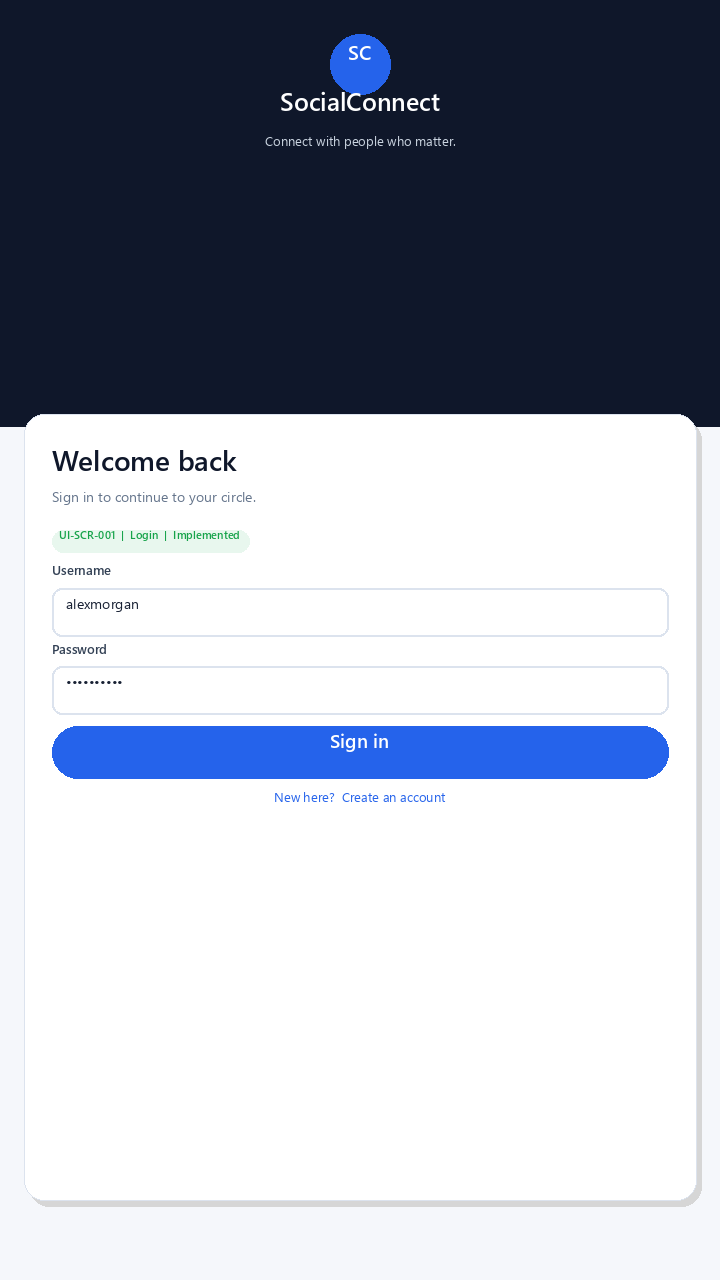 SC
SocialConnect
Connect with people who matter.
Welcome back
Sign in to continue to your circle.
UI-SCR-001 | Login | Implemented
Username
alexmorgan
Password
••••••••••
Sign in
New here? Create an account